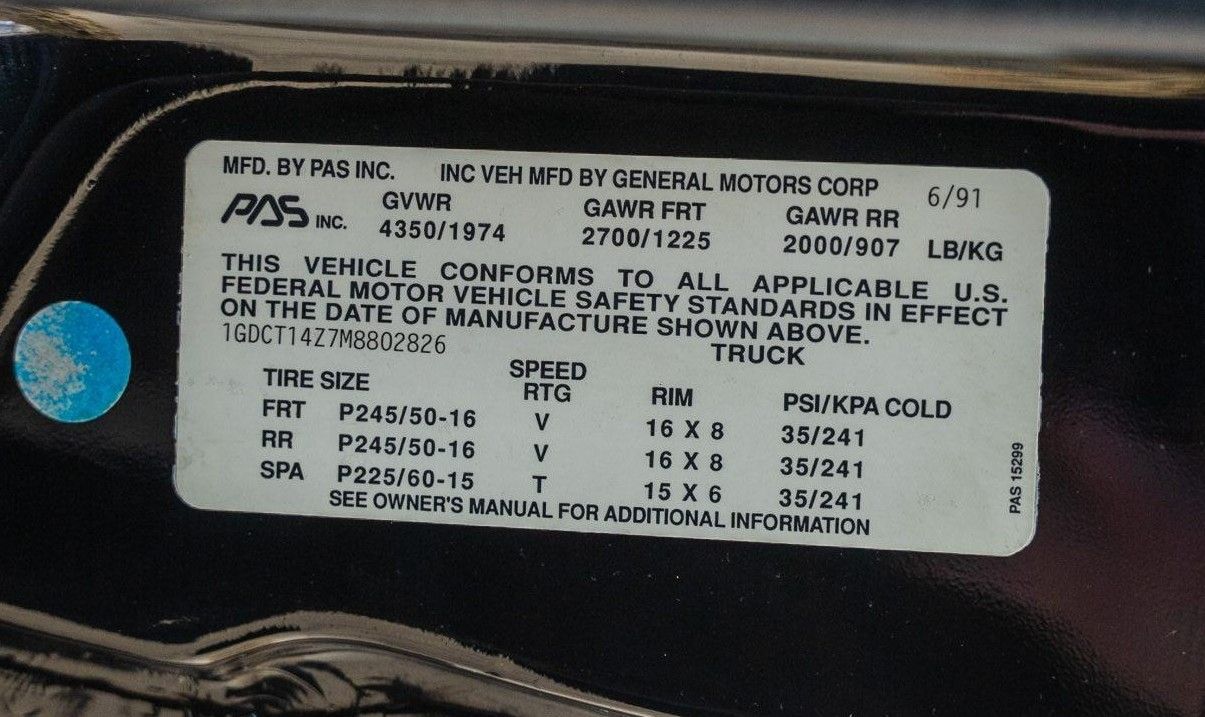 MFD. BY PAS INC. INC VEH MFD BY GENERAL MOTORS CORP 6/91
PAS INC. GVWR GAWR FRT GAWR RR
4350/1974 2700/1225 2000/907 LB/KG
THIS VEHICLE CONFORMS TO ALL APPLICABLE U.S.
FEDERAL MOTOR VEHICLE SAFETY STANDARDS IN EFFECT
ON THE DATE OF MANUFACTURE SHOWN ABOVE.
1GDCT14Z7M8802826 TRUCK
TIRE SIZE SPEED RTG RIM PSI/KPA COLD
FRT P245/50-16 V 16 X 8 35/241
RR P245/50-16 V 16 X 8 35/241
SPA P225/60-15 T 15 X 6 35/241
SEE OWNER'S MANUAL FOR ADDITIONAL INFORMATION
PAS 15299